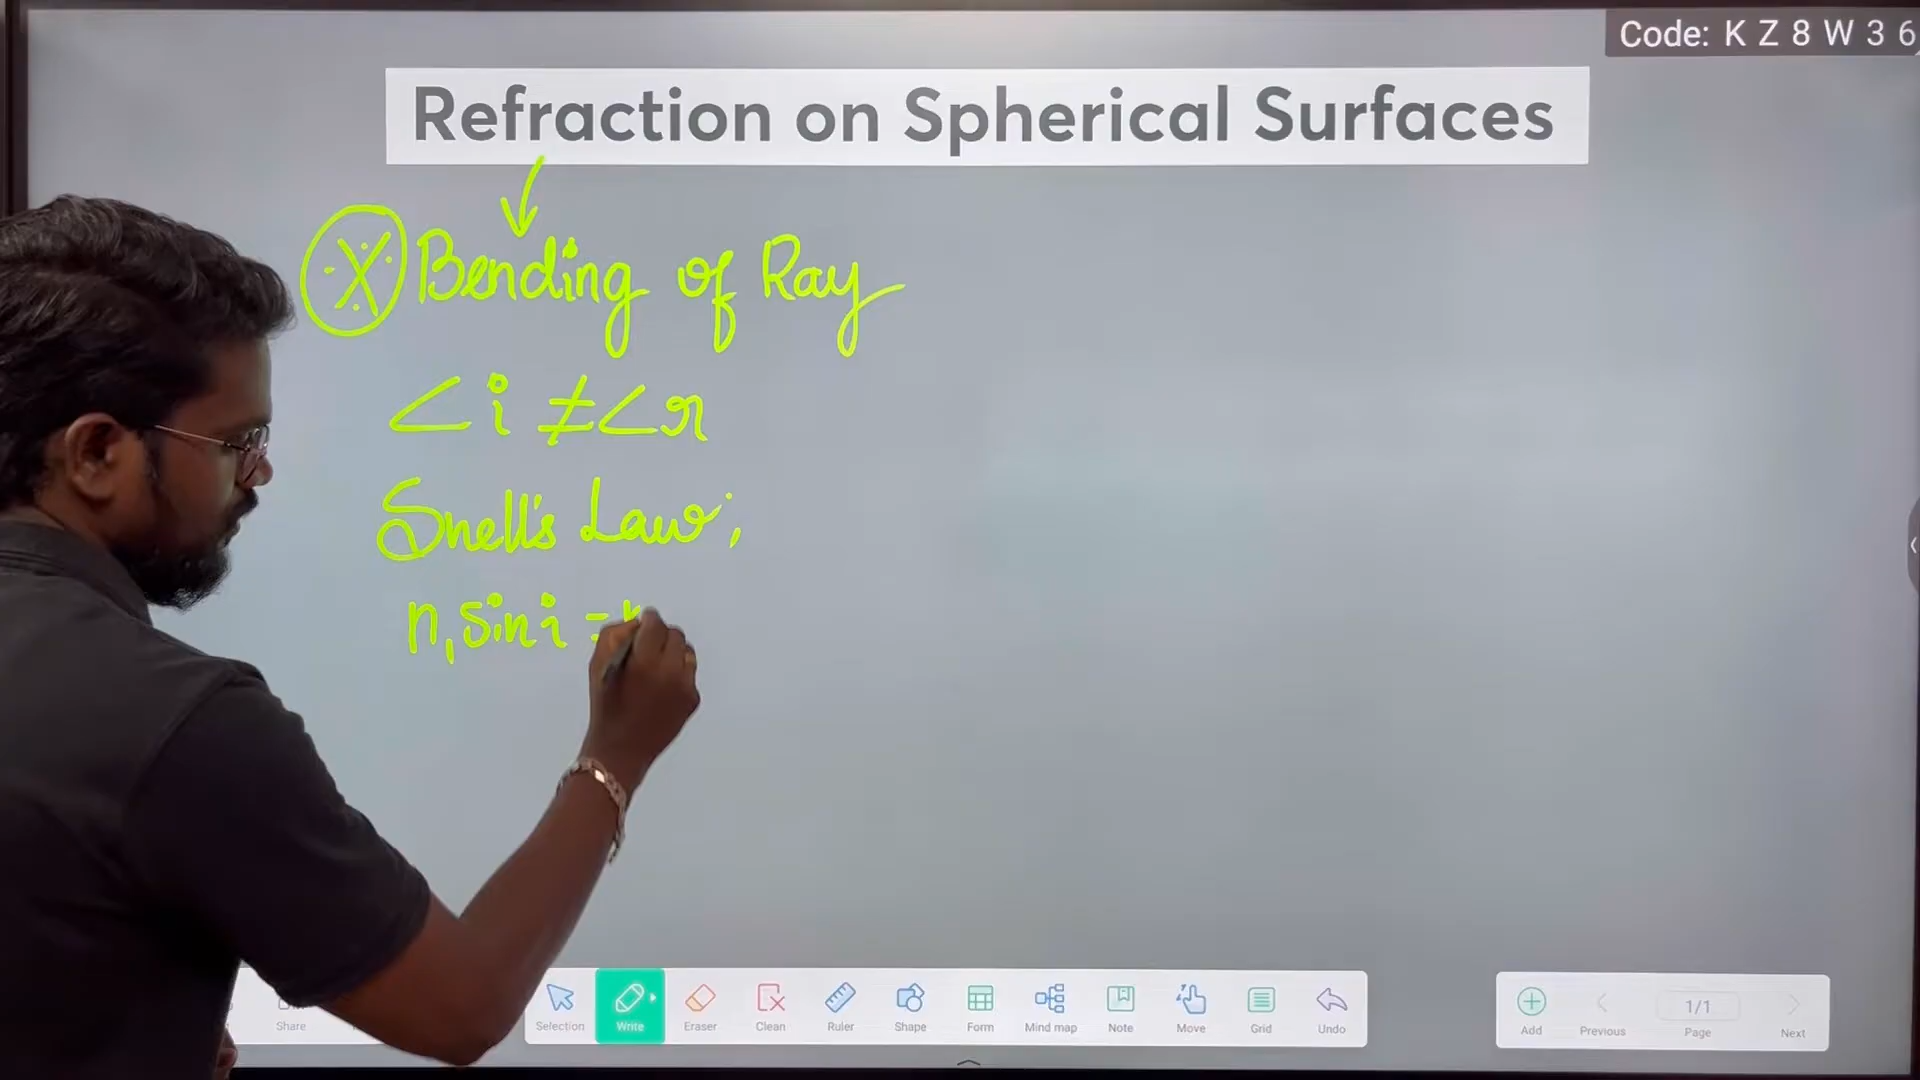 Code: K Z 8 W 3 6
Refraction on Spherical Surfaces
Bending of Ray
<i ≠ <r
Snell's Law;
n₁ sin i =
Share
Selection
Write
Eraser
Clean
Ruler
Shape
Form
Mind map
Note
Move
Grid
Undo
Add
Previous
1/1
Page
Next